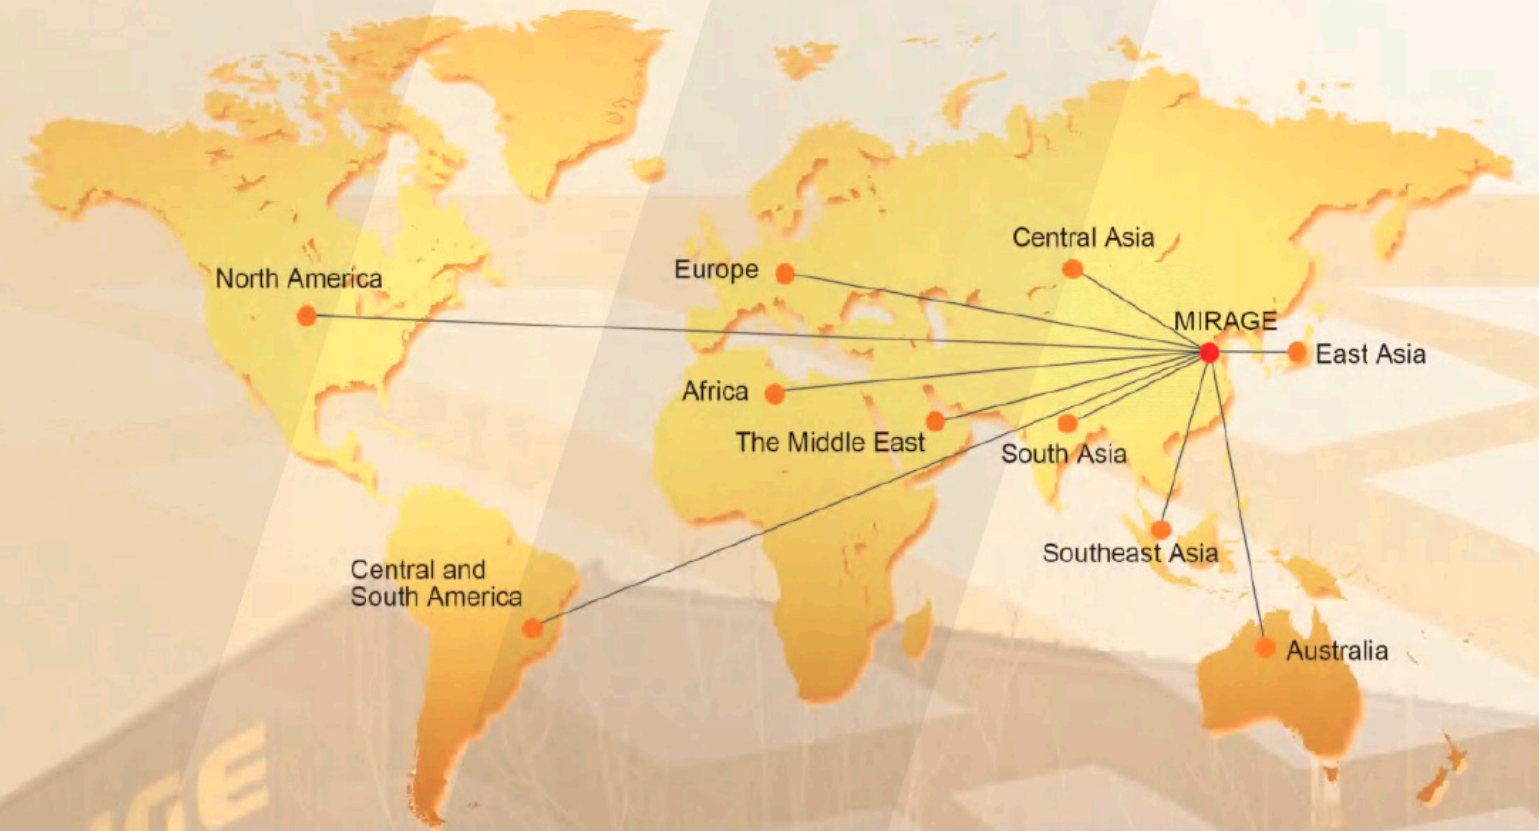 Central Asia
Europe
North America
MIRAGE
East Asia
Africa
The Middle East
South Asia
Southeast Asia
Central and
South America
Australia
GE